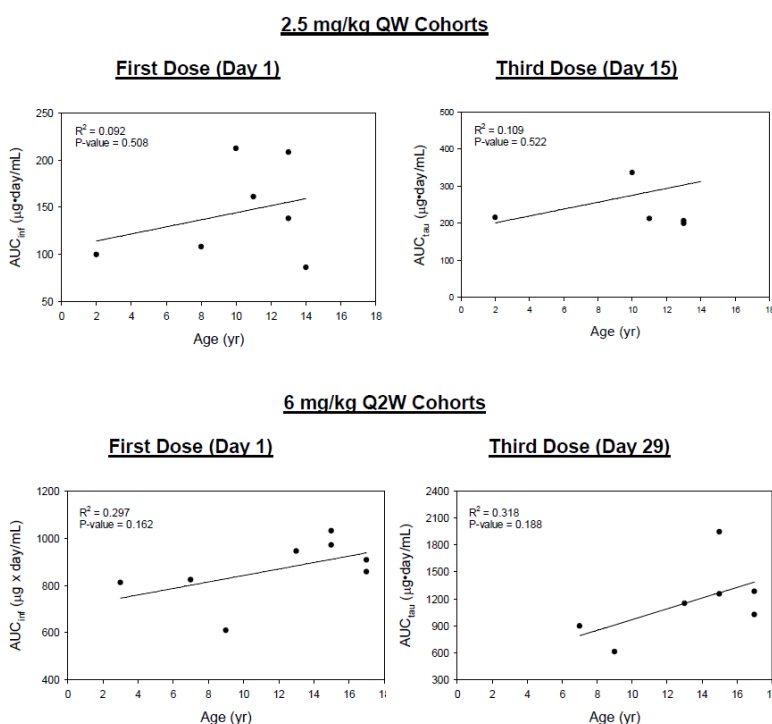 2.5 mg/kg QW Cohorts
First Dose (Day 1)
R² = 0.092
P-value = 0.508
AUCinf (µg•day/mL)
250
200
150
100
50
0 2 4 6 8 10 12 14 16 18
Age (yr)
Third Dose (Day 15)
R² = 0.109
P-value = 0.522
AUCtau (µg•day/mL)
500
400
300
200
100
0
0 2 4 6 8 10 12 14 16 18
Age (yr)
6 mg/kg Q2W Cohorts
First Dose (Day 1)
R² = 0.297
P-value = 0.162
AUCinf (µg x day/mL)
1200
1000
800
600
400
0 2 4 6 8 10 12 14 16 18
Age (yr)
Third Dose (Day 29)
R² = 0.318
P-value = 0.188
AUCtau (µg•day/mL)
2400
2100
1800
1500
1200
900
600
300
0 2 4 6 8 10 12 14 16 18
Age (yr)